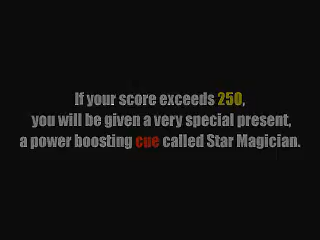 If your score exceeds 250,
you will be given a very special present,
a power boosting cue called Star Magician.